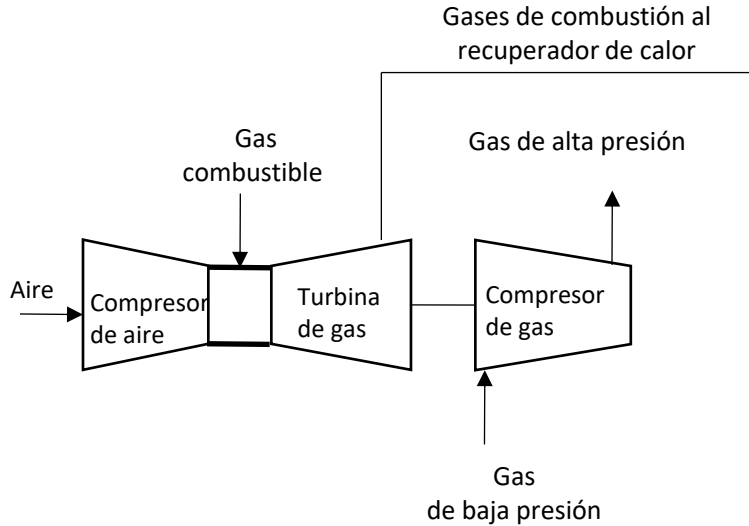 Gases de combustión al
recuperador de calor
Gas
combustible
Gas de alta presión
Aire
Compresor
de aire
Turbina
de gas
Compresor
de gas
Gas
de baja presión